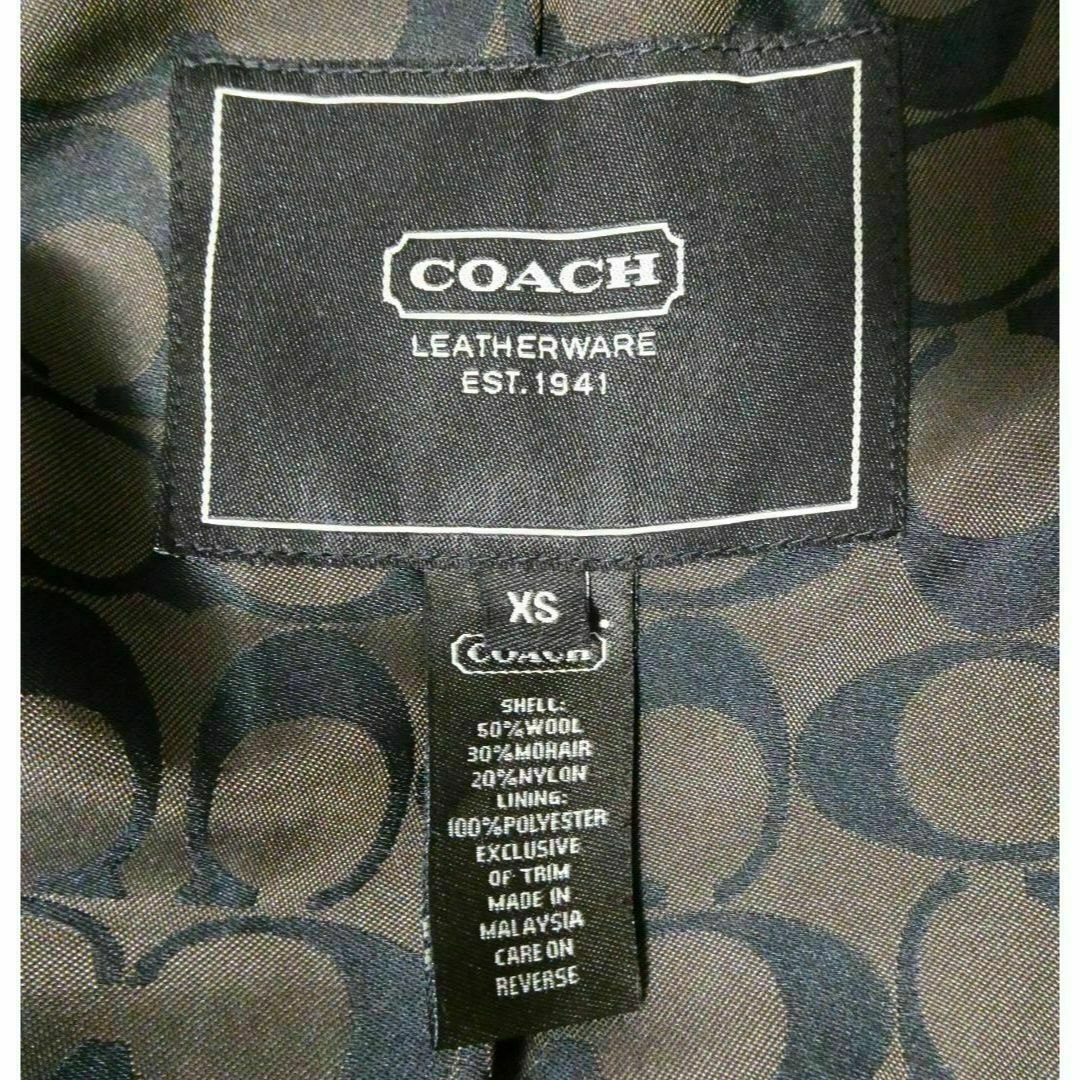 COACH
LEATHERWARE
EST. 1941
XS
COACH
SHELL:
50%WOOL
30%MOHAIR
20%NYLON
LINING:
100%POLYESTER
EXCLUSIVE
OF TRIM
MADE IN
MALAYSIA
CARE ON
REVERSE